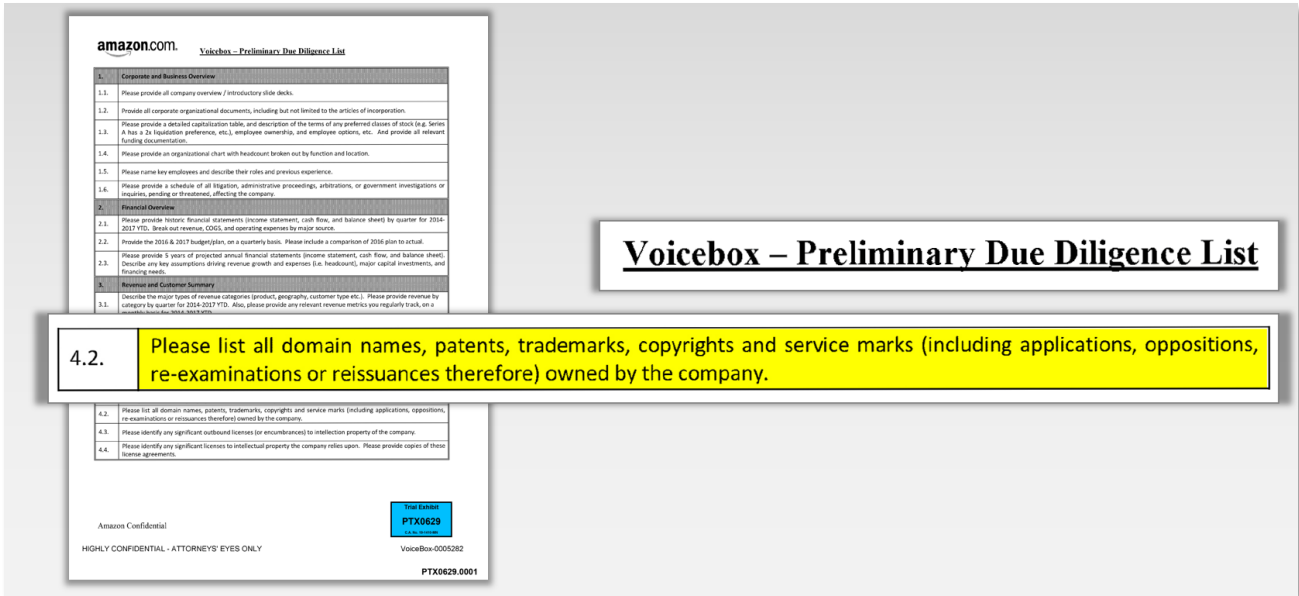 amazon.com.
Voicebox – Preliminary Due Diligence List
1. Corporate and Business Overview
1.1. Please provide all company overview / introductory slide decks.
1.2. Provide all corporate organizational documents, including but not limited to the articles of incorporation.
1.3. Please provide a detailed capitalization table, and description of the terms of any preferred classes of stock (e.g. Series
A has a 2x liquidation preference, etc.), employee ownership, and employee options, etc. And provide all relevant
funding documentation.
1.4. Please provide an organizational chart with headcount broken out by function and location.
1.5. Please name key employees and describe their roles and previous experience.
1.6. Please provide a schedule of all litigation, administrative proceedings, arbitrations, or government investigations or
inquiries, pending or threatened, affecting the company.
2. Financial Overview
2.1. Please provide historic financial statements (income statement, cash flow, and balance sheet) by quarter for 2014-
2017 YTD. Break out revenue, COGS, and operating expenses by major source.
2.2. Provide the 2016 & 2017 budget/plan, on a quarterly basis. Please include a comparison of 2016 plan to actual.
2.3. Please provide 5 years of projected annual financial statements (income statement, cash flow, and balance sheet).
Describe any key assumptions driving revenue growth and expenses (i.e. headcount), major capital investments, and
financing needs.
3. Revenue and Customer Summary
3.1. Describe the major types of revenue categories (product, geography, customer type etc.). Please provide revenue by
category by quarter for 2014-2017 YTD. Also, please provide any relevant revenue metrics you regularly track, on a
monthly basis for 2014-2017 YTD.
Voicebox – Preliminary Due Diligence List
4.2. Please list all domain names, patents, trademarks, copyrights and service marks (including applications, oppositions,
re-examinations or reissuances therefore) owned by the company.
4.2. Please list all domain names, patents, trademarks, copyrights and service marks (including applications, oppositions,
re-examinations or reissuances therefore) owned by the company.
4.3. Please identify any significant outbound licenses (or encumbrances) to intellection property of the company.
4.4. Please identify any significant licenses to intellectual property the company relies upon. Please provide copies of these
license agreements.
Trial Exhibit
PTX0629
Amazon Confidential
HIGHLY CONFIDENTIAL - ATTORNEYS' EYES ONLY
VoiceBox-0005282
PTX0629.0001